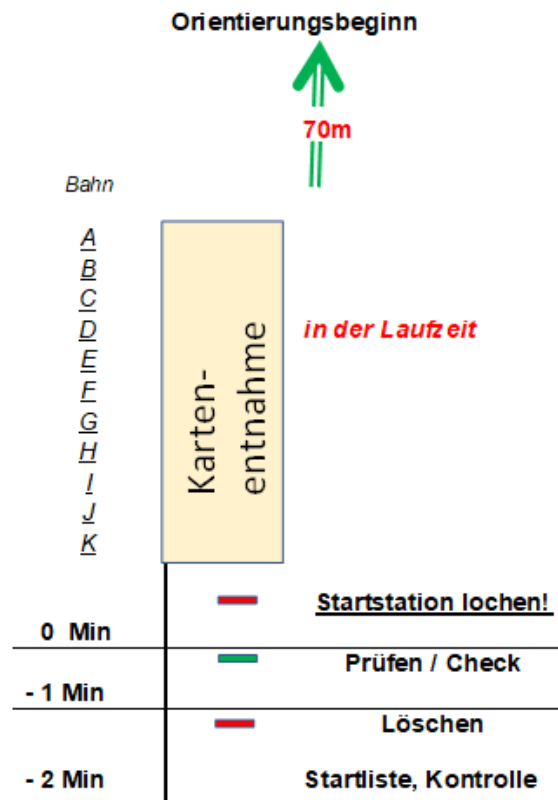 Orientierungsbeginn
70m
Bahn
A
B
C
D
E
F
G
H
I
J
K
Karten-
entnahme
in der Laufzeit
Startstation lochen!
0 Min
Prüfen / Check
- 1 Min
Löschen
- 2 Min
Startliste, Kontrolle